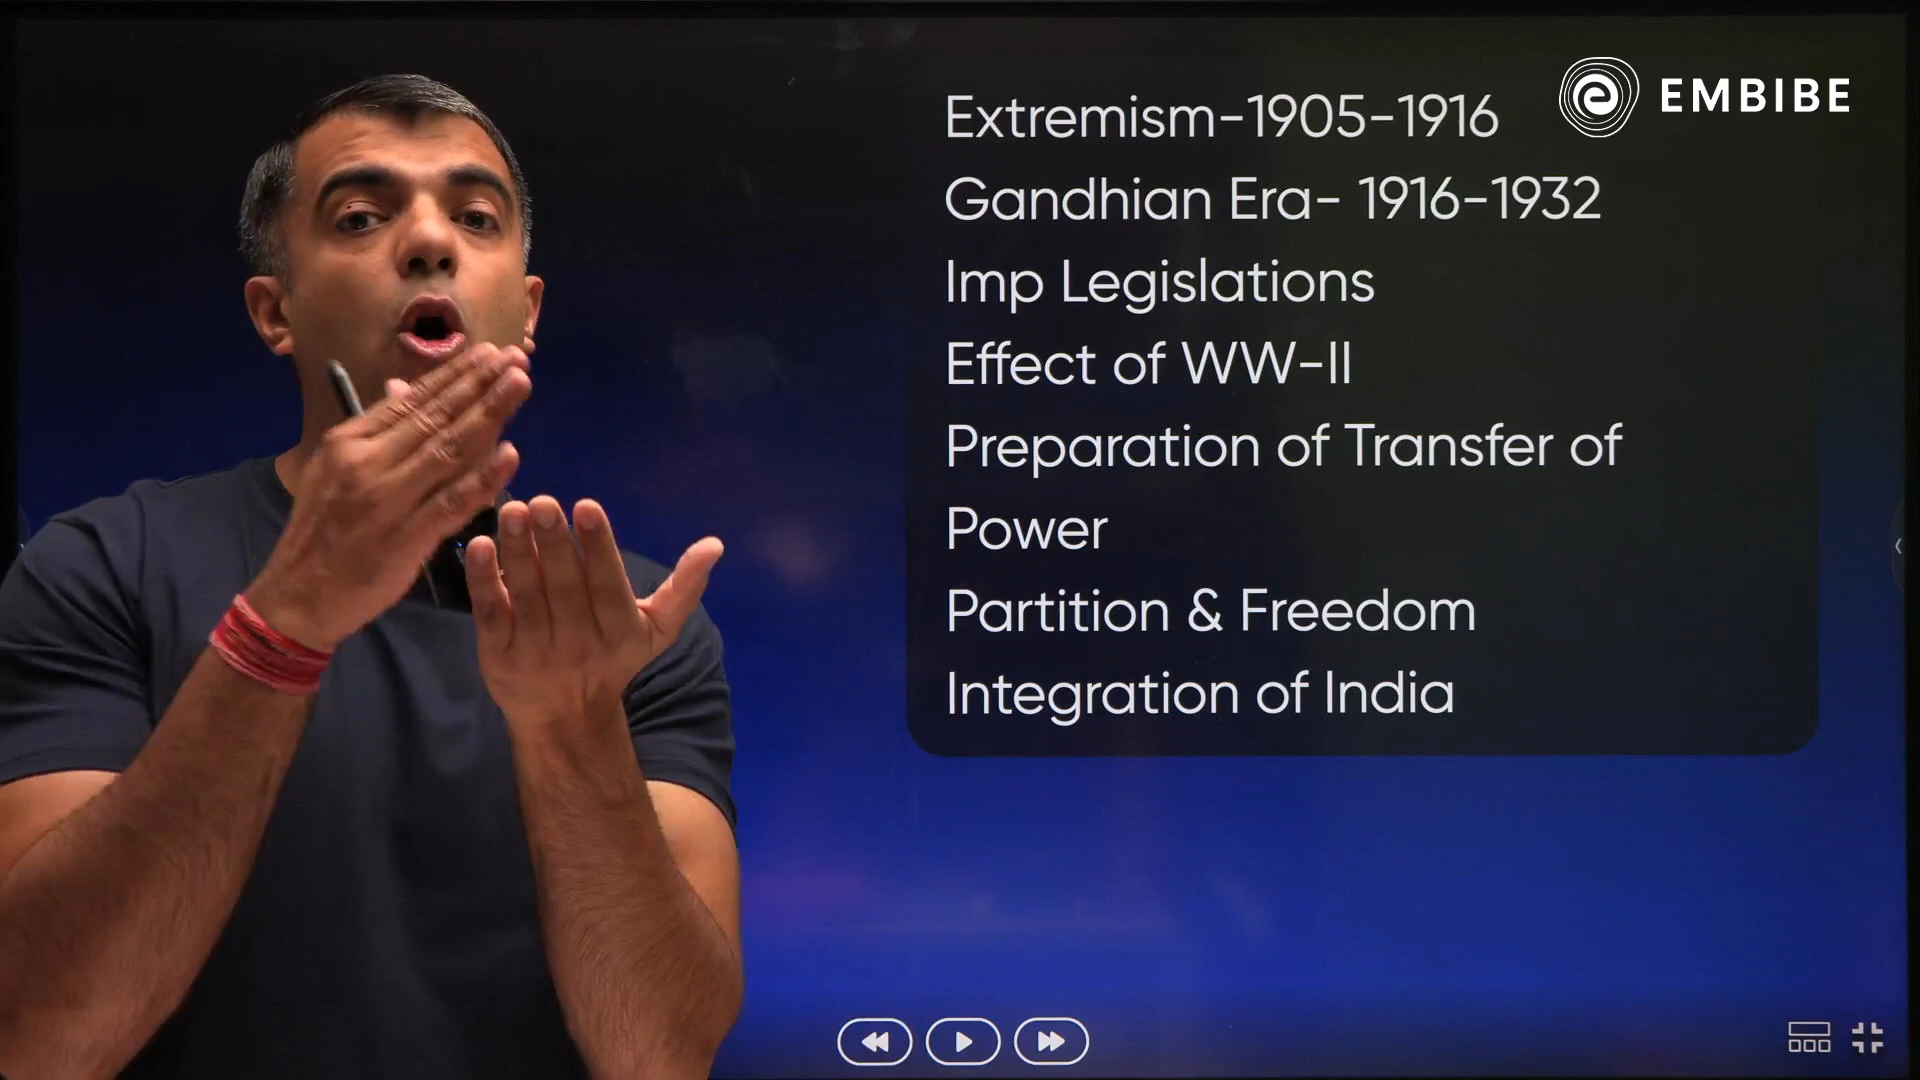 EMBIBE
Extremism-1905-1916
Gandhian Era- 1916-1932
Imp Legislations
Effect of WW-II
Preparation of Transfer of
Power
Partition & Freedom
Integration of India